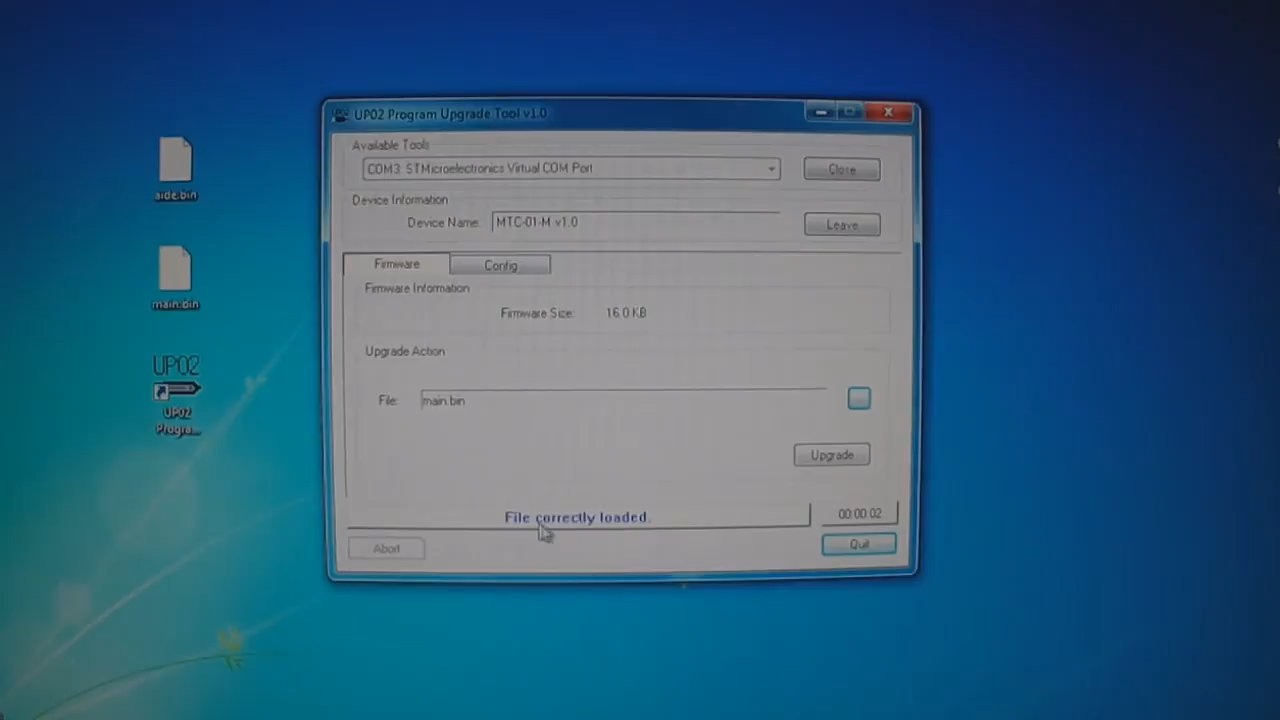 aide.bin
main.bin
UP02
UP02
Progra...
UP02 Program Upgrade Tool v1.0
Available Tools
COM3: STMicroelectronics Virtual COM Port
Close
Device Information
Device Name: MTC-01-M v1.0
Leave
Firmware Config
Firmware Information
Firmware Size: 16.0 KB
Upgrade Action
File: main.bin
Upgrade
File correctly loaded.
00:00:02
Abort
Quit